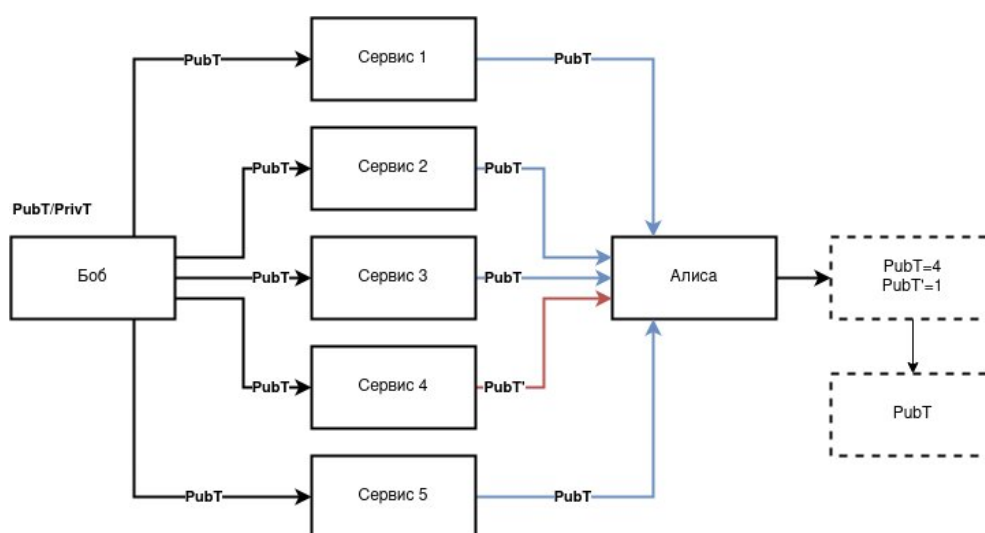 PubT
Сервис 1
PubT
PubT
Сервис 2
PubT
PubT/PrivT
Боб
PubT
Сервис 3
PubT
Алиса
PubT=4
PubT'=1
PubT
Сервис 4
PubT'
PubT
PubT
Сервис 5
PubT